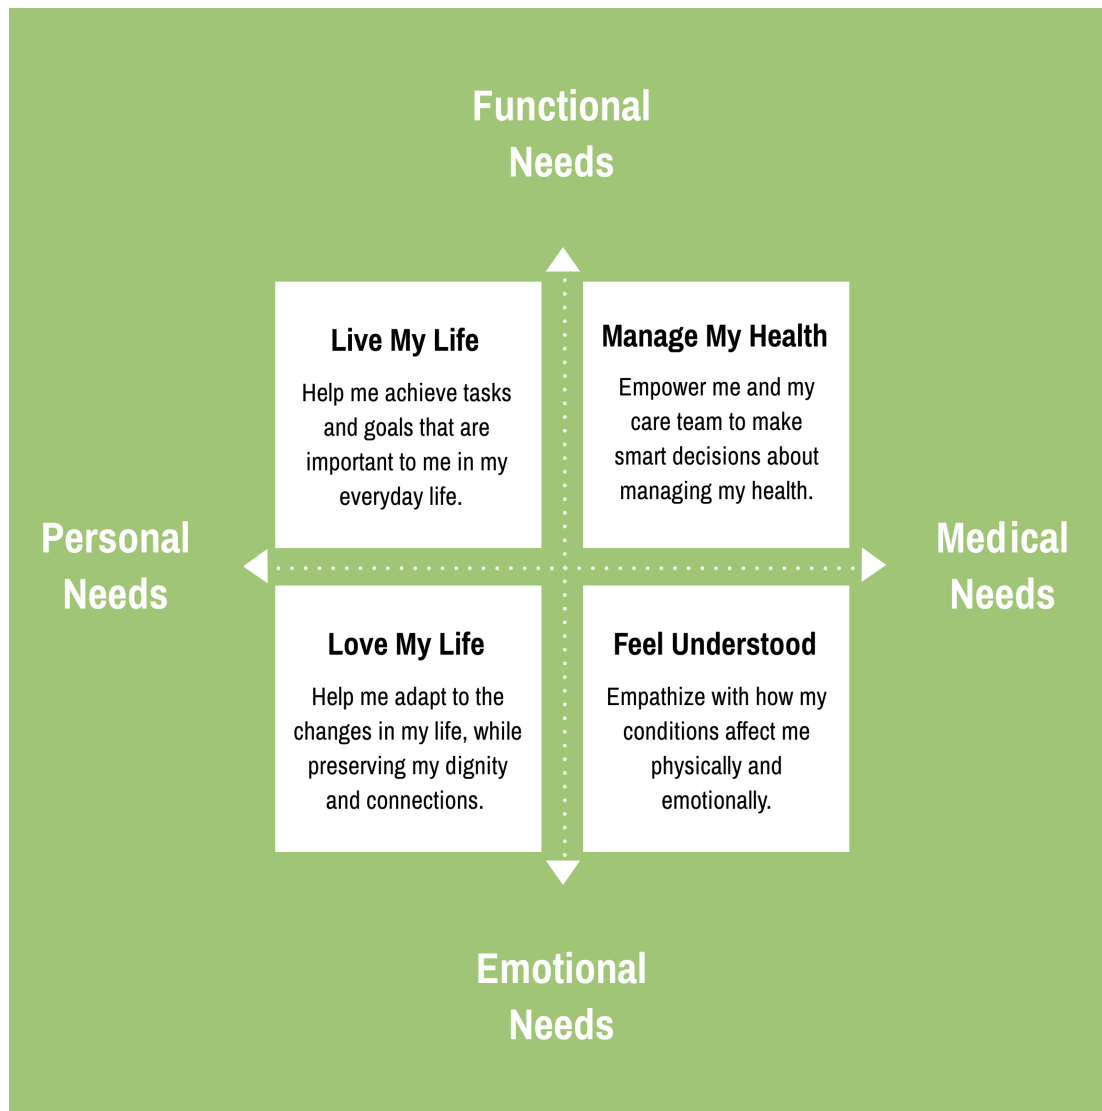 Functional
Needs
Live My Life
Help me achieve tasks
and goals that are
important to me in my
everyday life.
Manage My Health
Empower me and my
care team to make
smart decisions about
managing my health.
Personal
Needs
Medical
Needs
Love My Life
Help me adapt to the
changes in my life, while
preserving my dignity
and connections.
Feel Understood
Empathize with how my
conditions affect me
physically and
emotionally.
Emotional
Needs